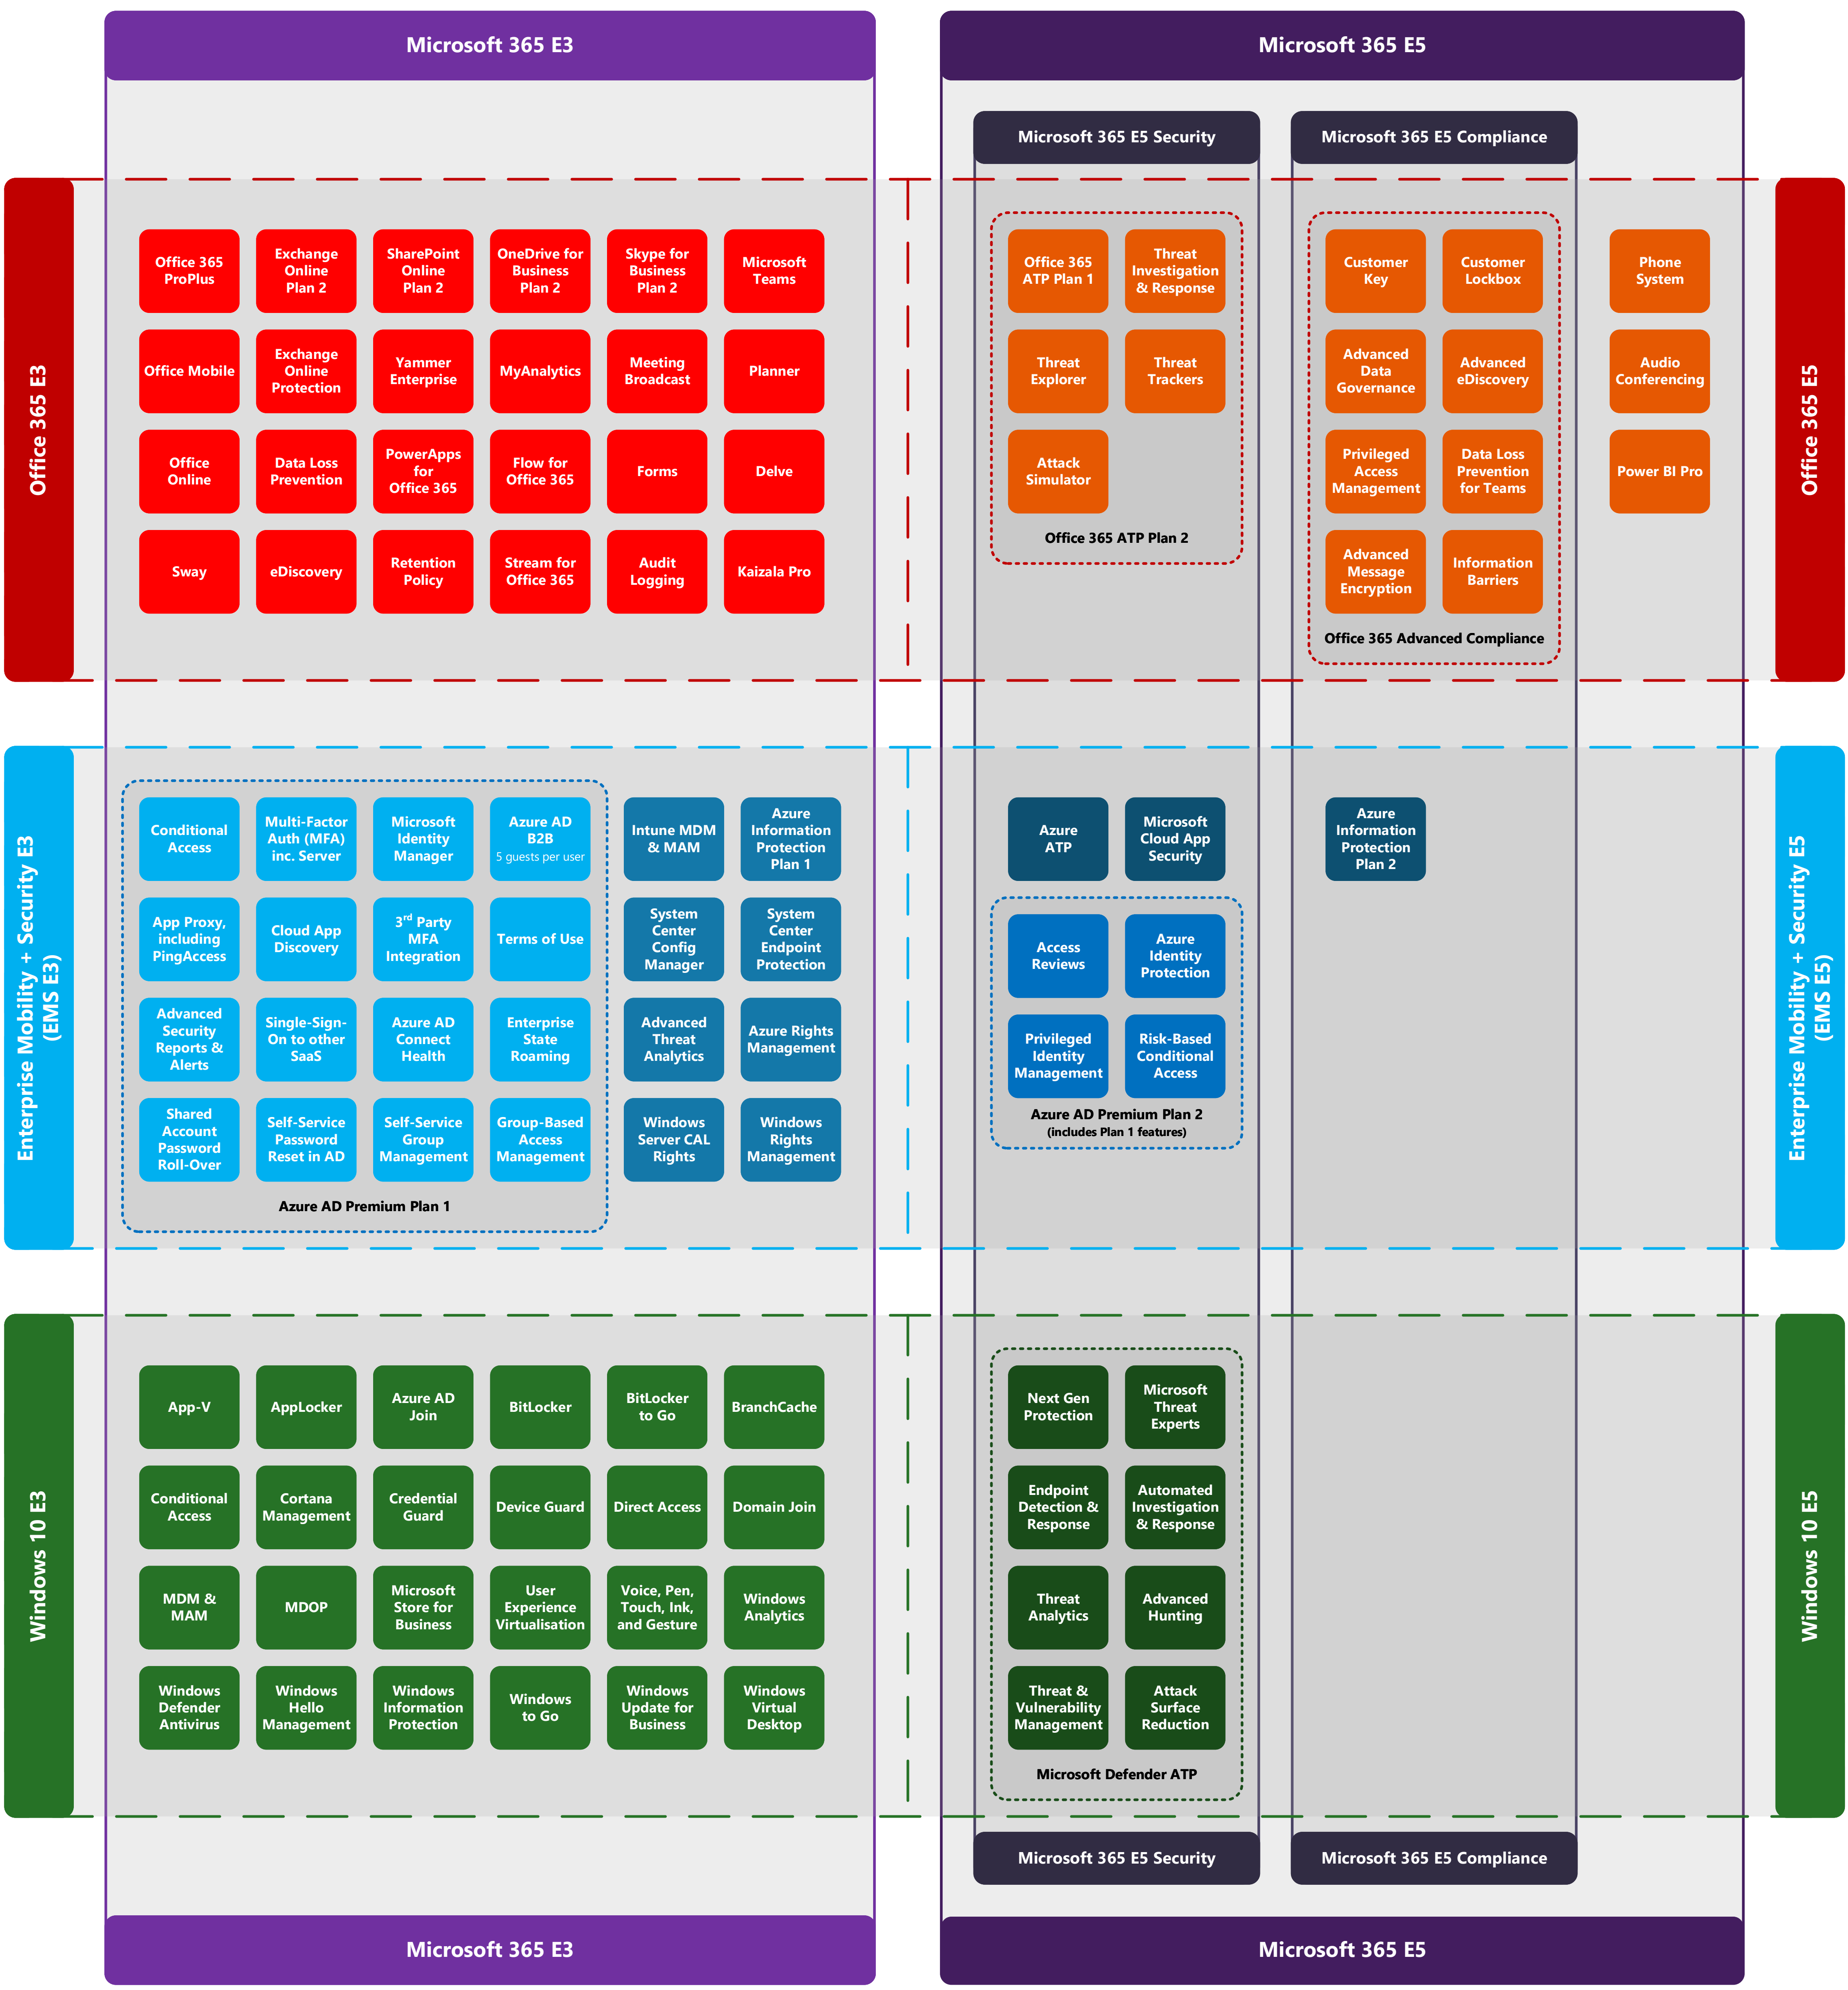 Microsoft 365 E3
Microsoft 365 E5
Microsoft 365 E5 Security
Microsoft 365 E5 Compliance
Office 365 E3
Office 365
ProPlus
Exchange
Online
Plan 2
SharePoint
Online
Plan 2
OneDrive for
Business
Plan 2
Skype for
Business
Plan 2
Microsoft
Teams
Office Mobile
Exchange
Online
Protection
Yammer
Enterprise
MyAnalytics
Meeting
Broadcast
Planner
Office
Online
Data Loss
Prevention
PowerApps
for
Office 365
Flow for
Office 365
Forms
Delve
Sway
eDiscovery
Retention
Policy
Stream for
Office 365
Audit
Logging
Kaizala Pro
Office 365
ATP Plan 1
Threat
Investigation
& Response
Threat
Explorer
Threat
Trackers
Attack
Simulator
Office 365 ATP Plan 2
Customer
Key
Customer
Lockbox
Advanced
Data
Governance
Advanced
eDiscovery
Privileged
Access
Management
Data Loss
Prevention
for Teams
Advanced
Message
Encryption
Information
Barriers
Office 365 Advanced Compliance
Phone
System
Audio
Conferencing
Power BI Pro
Office 365 E5
Enterprise Mobility + Security E3
(EMS E3)
Conditional
Access
Multi-Factor
Auth (MFA)
inc. Server
Microsoft
Identity
Manager
Azure AD
B2B
5 guests per user
Intune MDM
& MAM
Azure
Information
Protection
Plan 1
App Proxy,
including
PingAccess
Cloud App
Discovery
3rd Party
MFA
Integration
Terms of Use
System
Center
Config
Manager
System
Center
Endpoint
Protection
Advanced
Security
Reports &
Alerts
Single-Sign-
On to other
SaaS
Azure AD
Connect
Health
Enterprise
State
Roaming
Advanced
Threat
Analytics
Azure Rights
Management
Shared
Account
Password
Roll-Over
Self-Service
Password
Reset in AD
Self-Service
Group
Management
Group-Based
Access
Management
Windows
Server CAL
Rights
Windows
Rights
Management
Azure AD Premium Plan 1
Azure
ATP
Microsoft
Cloud App
Security
Access
Reviews
Azure
Identity
Protection
Privileged
Identity
Management
Risk-Based
Conditional
Access
Azure AD Premium Plan 2
(includes Plan 1 features)
Azure
Information
Protection
Plan 2
Enterprise Mobility + Security E5
(EMS E5)
Windows 10 E3
App-V
AppLocker
Azure AD
Join
BitLocker
BitLocker
to Go
BranchCache
Conditional
Access
Cortana
Management
Credential
Guard
Device Guard
Direct Access
Domain Join
MDM &
MAM
MDOP
Microsoft
Store for
Business
User
Experience
Virtualisation
Voice, Pen,
Touch, Ink,
and Gesture
Windows
Analytics
Windows
Defender
Antivirus
Windows
Hello
Management
Windows
Information
Protection
Windows
to Go
Windows
Update for
Business
Windows
Virtual
Desktop
Next Gen
Protection
Microsoft
Threat
Experts
Endpoint
Detection &
Response
Automated
Investigation
& Response
Threat
Analytics
Advanced
Hunting
Threat &
Vulnerability
Management
Attack
Surface
Reduction
Microsoft Defender ATP
Windows 10 E5
Microsoft 365 E5 Security
Microsoft 365 E5 Compliance
Microsoft 365 E3
Microsoft 365 E5